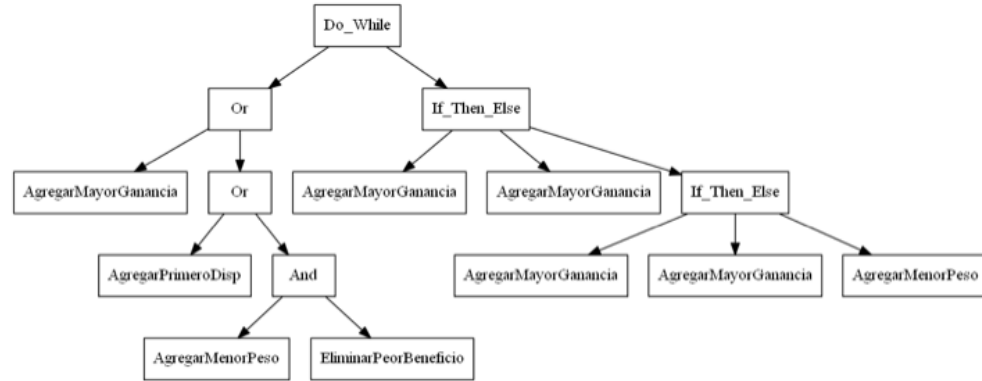 Do_While
Or
If_Then_Else
AgregarMayorGanancia
Or
AgregarMayorGanancia
AgregarMayorGanancia
If_Then_Else
AgregarPrimeroDisp
And
AgregarMayorGanancia
AgregarMayorGanancia
AgregarMenorPeso
AgregarMenorPeso
EliminarPeorBeneficio